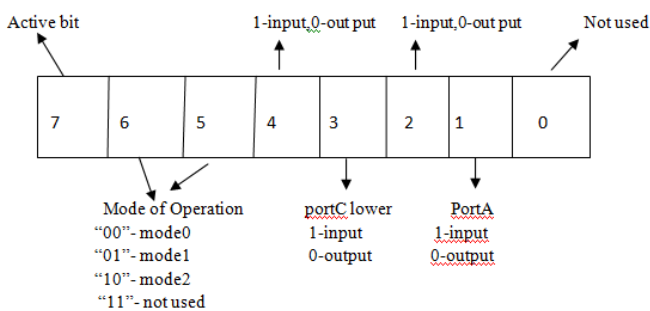 Active bit
1-input,0-out put
1-input,0-out put
Not used
7 6 5 4 3 2 1 0
Mode of Operation
"00"- mode0
"01"- mode1
"10"- mode2
"11"- not used
portC lower
1-input
0-output
PortA
1-input
0-output